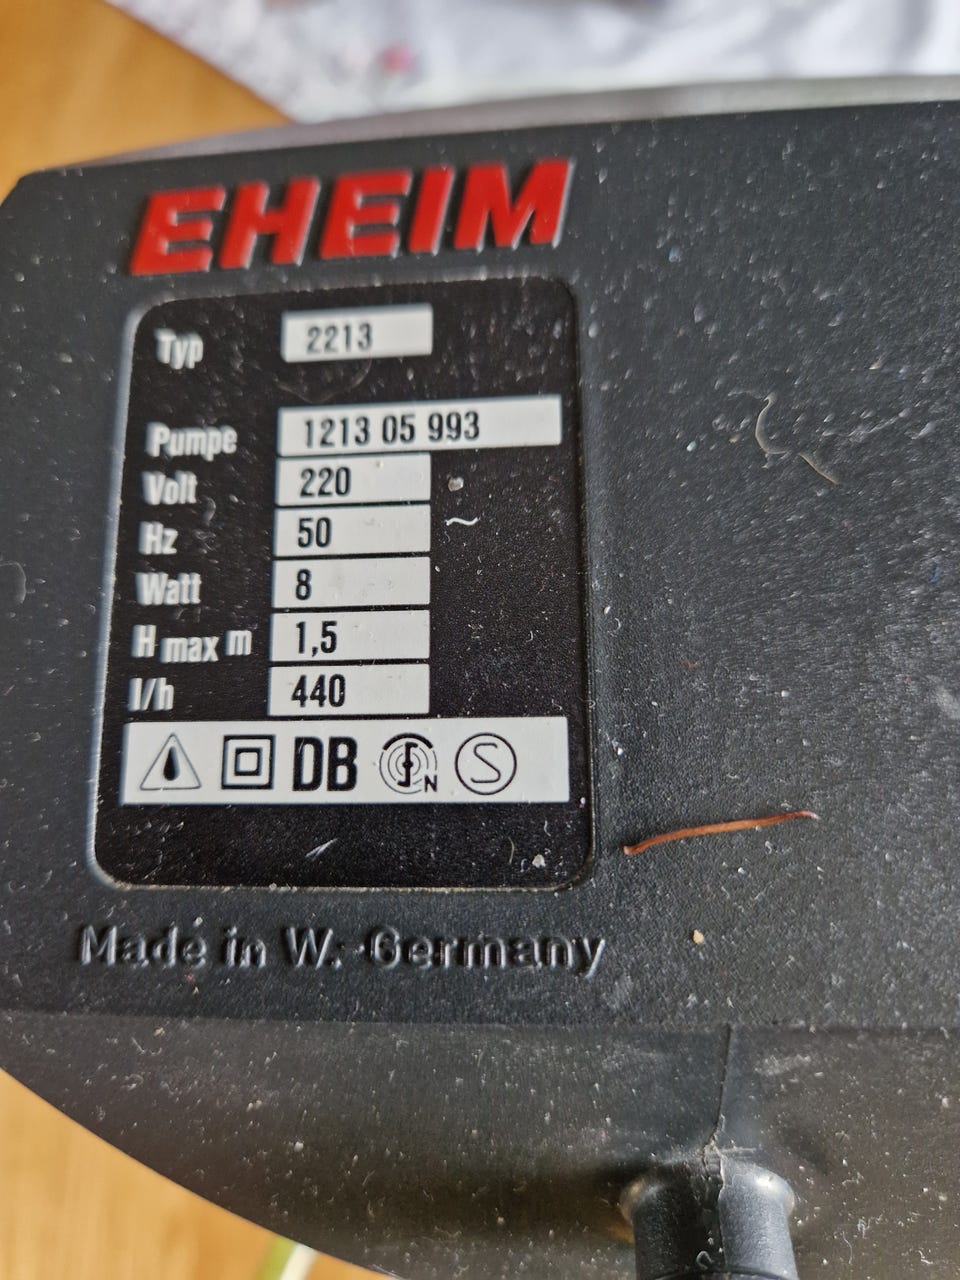 EHEIM
Typ 2213
Pumpe 1213 05 993
Volt 220
Hz 50
Watt 8
H max m 1,5
l/h 440
DB N S
Made in W.-Germany